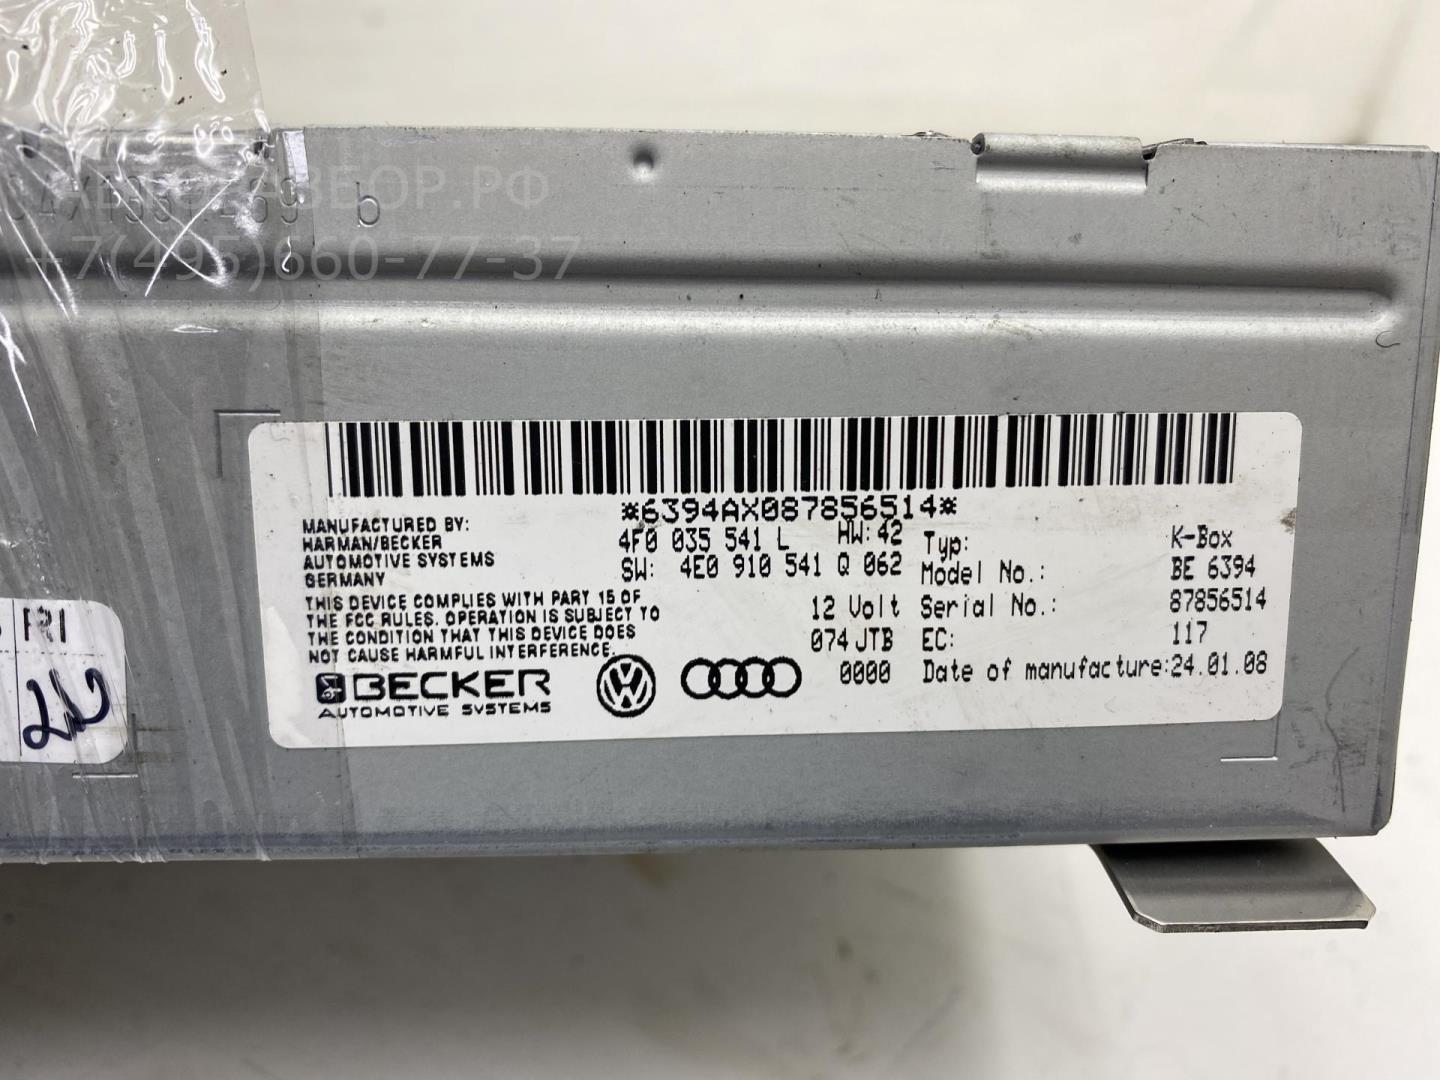 АВТОРАЗБОР.РФ
b
+7(495)660-77-37
*6394AX087856514*
MANUFACTURED BY:
HARMAN/BECKER
AUTOMOTIVE SYSTEMS
GERMANY
4F0 035 541 L HW:42
SW: 4E0 910 541 Q 062
THIS DEVICE COMPLIES WITH PART 15 OF
THE FCC RULES. OPERATION IS SUBJECT TO
THE CONDITION THAT THIS DEVICE DOES
NOT CAUSE HARMFUL INTERFERENCE.
12 Volt
074 JTB
0000
Typ: K-Box
Model No.: BE 6394
Serial No.: 87856514
EC: 117
Date of manufacture:24.01.08
BECKER
AUTOMOTIVE SYSTEMS
FRI